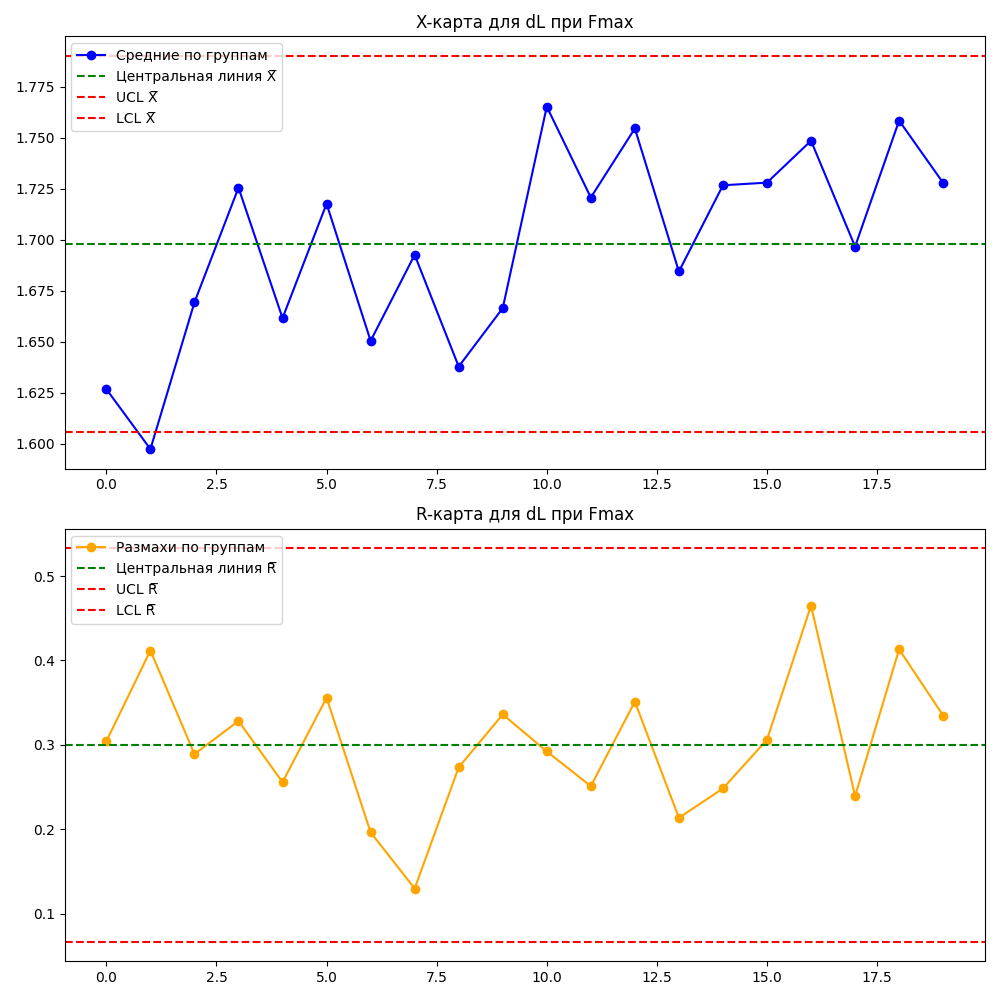 X-карта для dL при Fmax
Средние по группам
Центральная линия X̅
UCL X̅
LCL X̅
1.775
1.750
1.725
1.700
1.675
1.650
1.625
1.600
0.0 2.5 5.0 7.5 10.0 12.5 15.0 17.5
R-карта для dL при Fmax
Размахи по группам
Центральная линия R̅
UCL R̅
LCL R̅
0.5
0.4
0.3
0.2
0.1
0.0 2.5 5.0 7.5 10.0 12.5 15.0 17.5